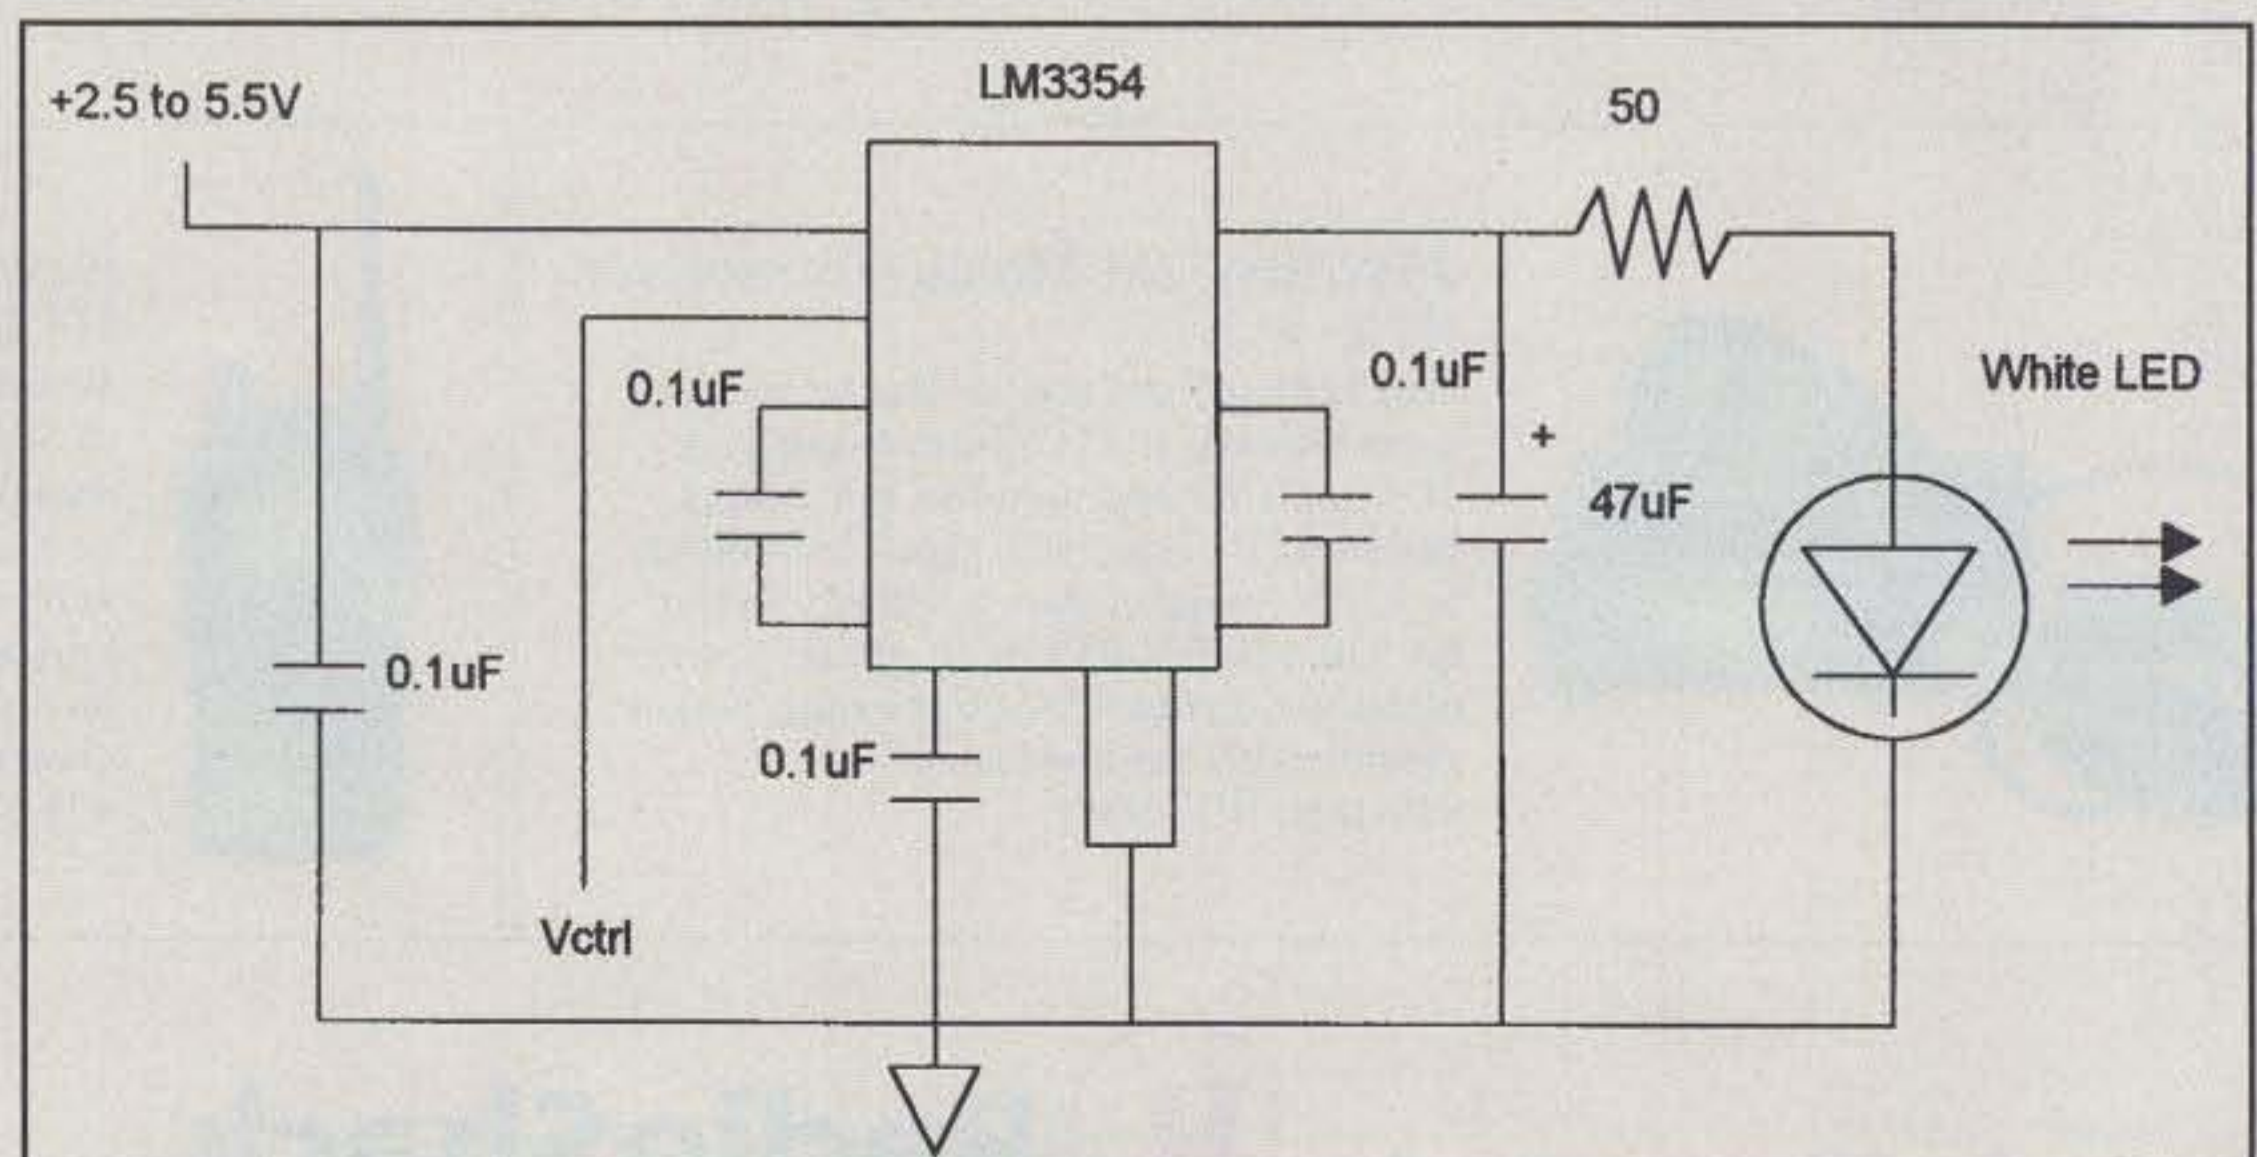 LM3354
+2.5 to 5.5V
50
0.1uF
0.1uF
White LED
+
47uF
0.1uF
0.1uF
Vctrl